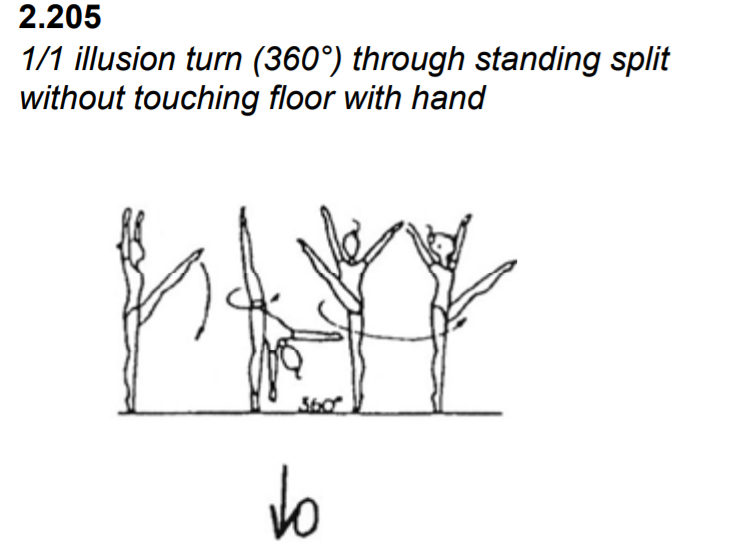 2.205
1/1 illusion turn (360°) through standing split
without touching floor with hand
360°